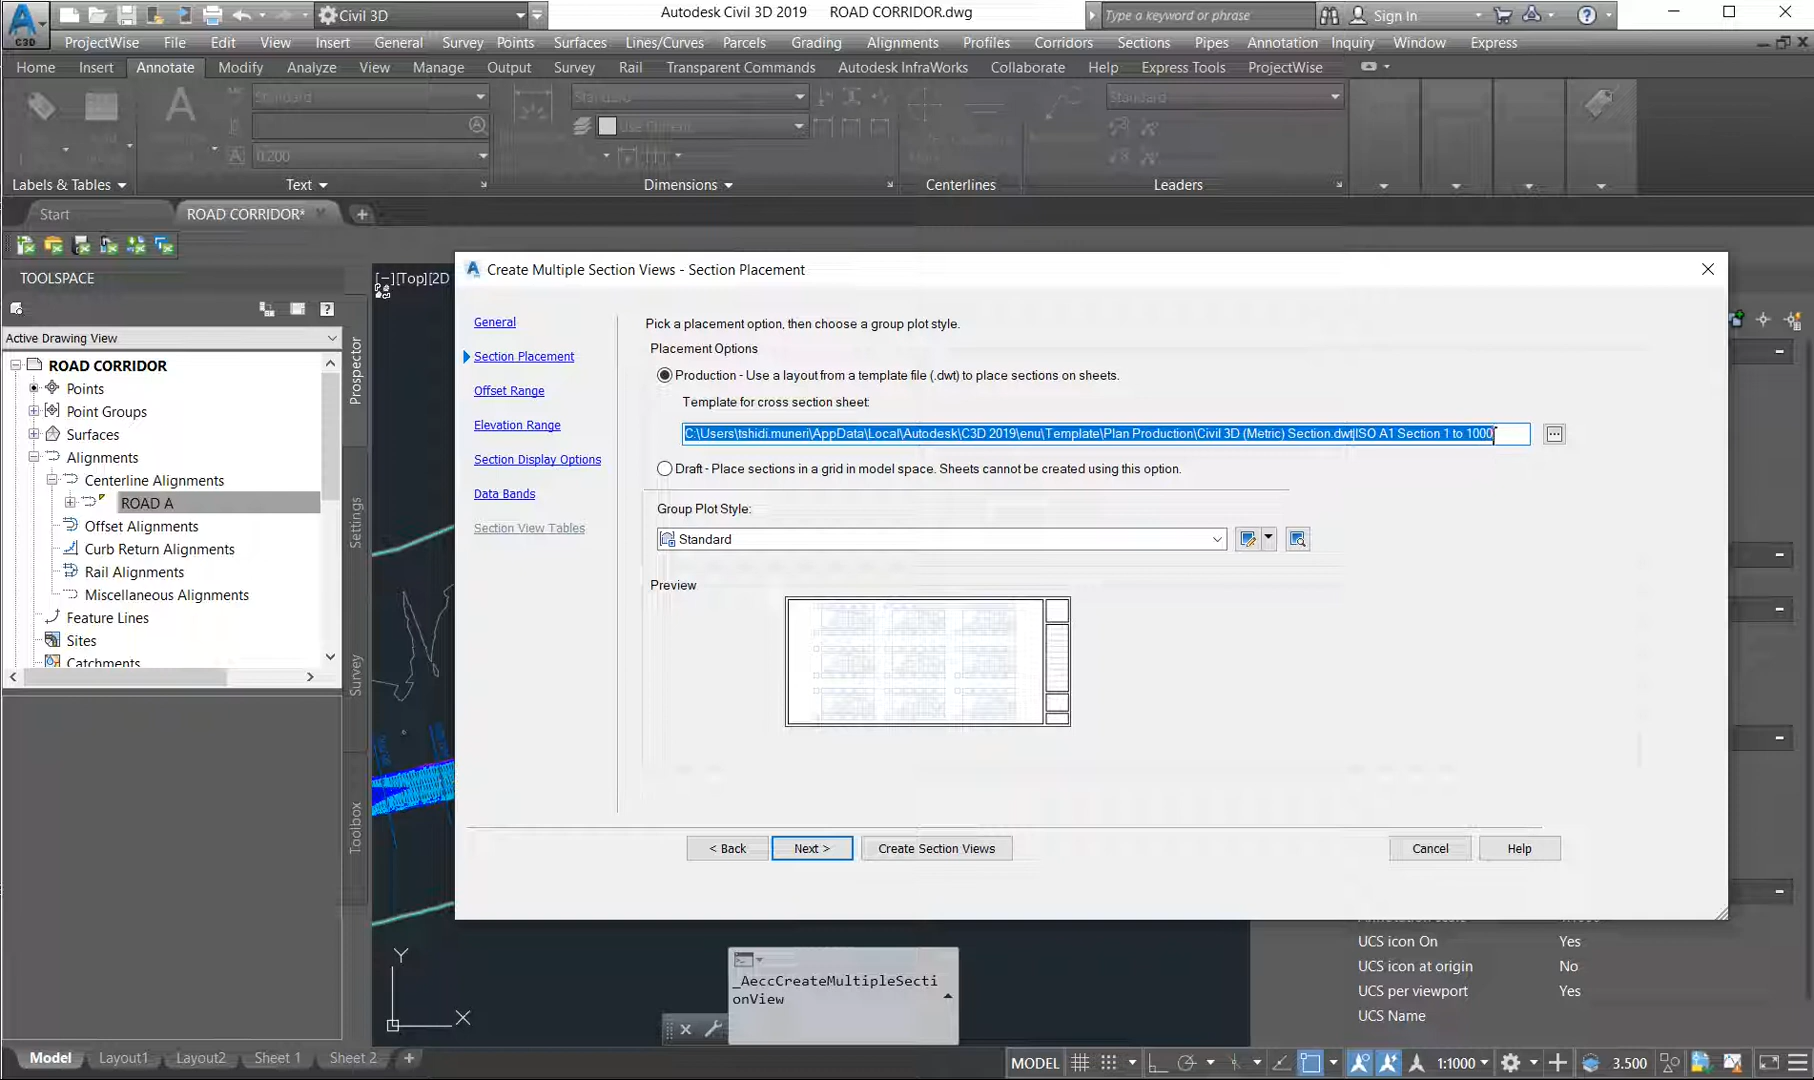 Civil 3D
Autodesk Civil 3D 2019 ROAD CORRIDOR.dwg
Type a keyword or phrase
Sign In
C3D
ProjectWise File Edit View Insert General Survey Points Surfaces Lines/Curves Parcels Grading Alignments Profiles Corridors Sections Pipes Annotation Inquiry Window Express
Home Insert Annotate Modify Analyze View Manage Output Survey Rail Transparent Commands Autodesk InfraWorks Collaborate Help Express Tools ProjectWise
Standard Standard Standard
Use Current
0.200
Labels & Tables Text Dimensions Centerlines Leaders
Start ROAD CORRIDOR*
TOOLSPACE
Active Drawing View
ROAD CORRIDOR
Points
Point Groups
Surfaces
Alignments
Centerline Alignments
ROAD A
Offset Alignments
Curb Return Alignments
Rail Alignments
Miscellaneous Alignments
Feature Lines
Sites
Catchments
Prospector
Settings
Survey
Toolbox
[−][Top][2D
Create Multiple Section Views - Section Placement
General
Section Placement
Offset Range
Elevation Range
Section Display Options
Data Bands
Section View Tables
Pick a placement option, then choose a group plot style.
Placement Options
Production - Use a layout from a template file (.dwt) to place sections on sheets.
Template for cross section sheet:
C:\Users\tshidi.muneri\AppData\Local\Autodesk\C3D 2019\enu\Template\Plan Production\Civil 3D (Metric) Section.dwt|ISO A1 Section 1 to 1000
Draft - Place sections in a grid in model space. Sheets cannot be created using this option.
Group Plot Style:
Standard
Preview
< Back Next > Create Section Views Cancel Help
_AeccCreateMultipleSecti
onView
UCS icon On Yes
UCS icon at origin No
UCS per viewport Yes
UCS Name
Y
X
Model Layout1 Layout2 Sheet 1 Sheet 2 +
MODEL 1:1000 3.500